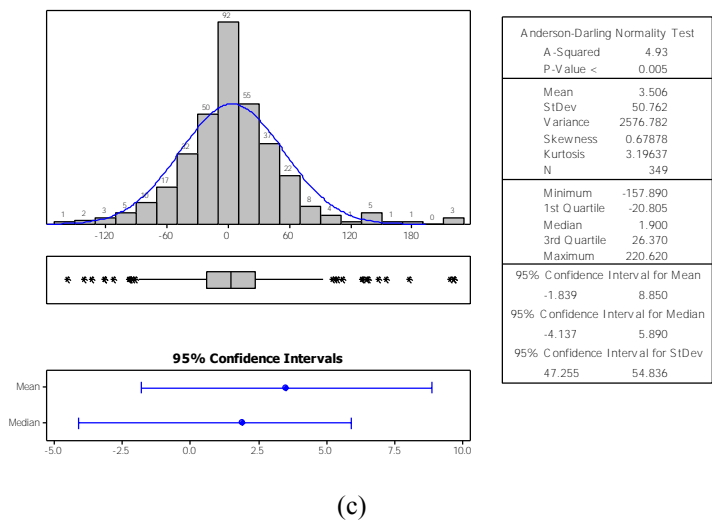 92
55
50
37
32
22
17
10
8
5
5
4
3
3
2
1
1
1
1
0
-120 -60 0 60 120 180
95% Confidence Intervals
Mean
Median
-5.0 -2.5 0.0 2.5 5.0 7.5 10.0
Anderson-Darling Normality Test
A-Squared 4.93
P-Value < 0.005
Mean 3.506
StDev 50.762
Variance 2576.782
Skewness 0.67878
Kurtosis 3.19637
N 349
Minimum -157.890
1st Quartile -20.805
Median 1.900
3rd Quartile 26.370
Maximum 220.620
95% Confidence Interval for Mean
-1.839 8.850
95% Confidence Interval for Median
-4.137 5.890
95% Confidence Interval for StDev
47.255 54.836
(c)